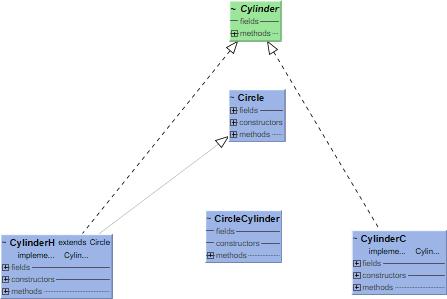 ~ Cylinder
fields
methods
~ Circle
fields
constructors
methods
~ CylinderH extends Circle
impleme... Cylin...
fields
constructors
methods
~ CircleCylinder
fields
constructors
methods
~ CylinderC
impleme... Cylin...
fields
constructors
methods